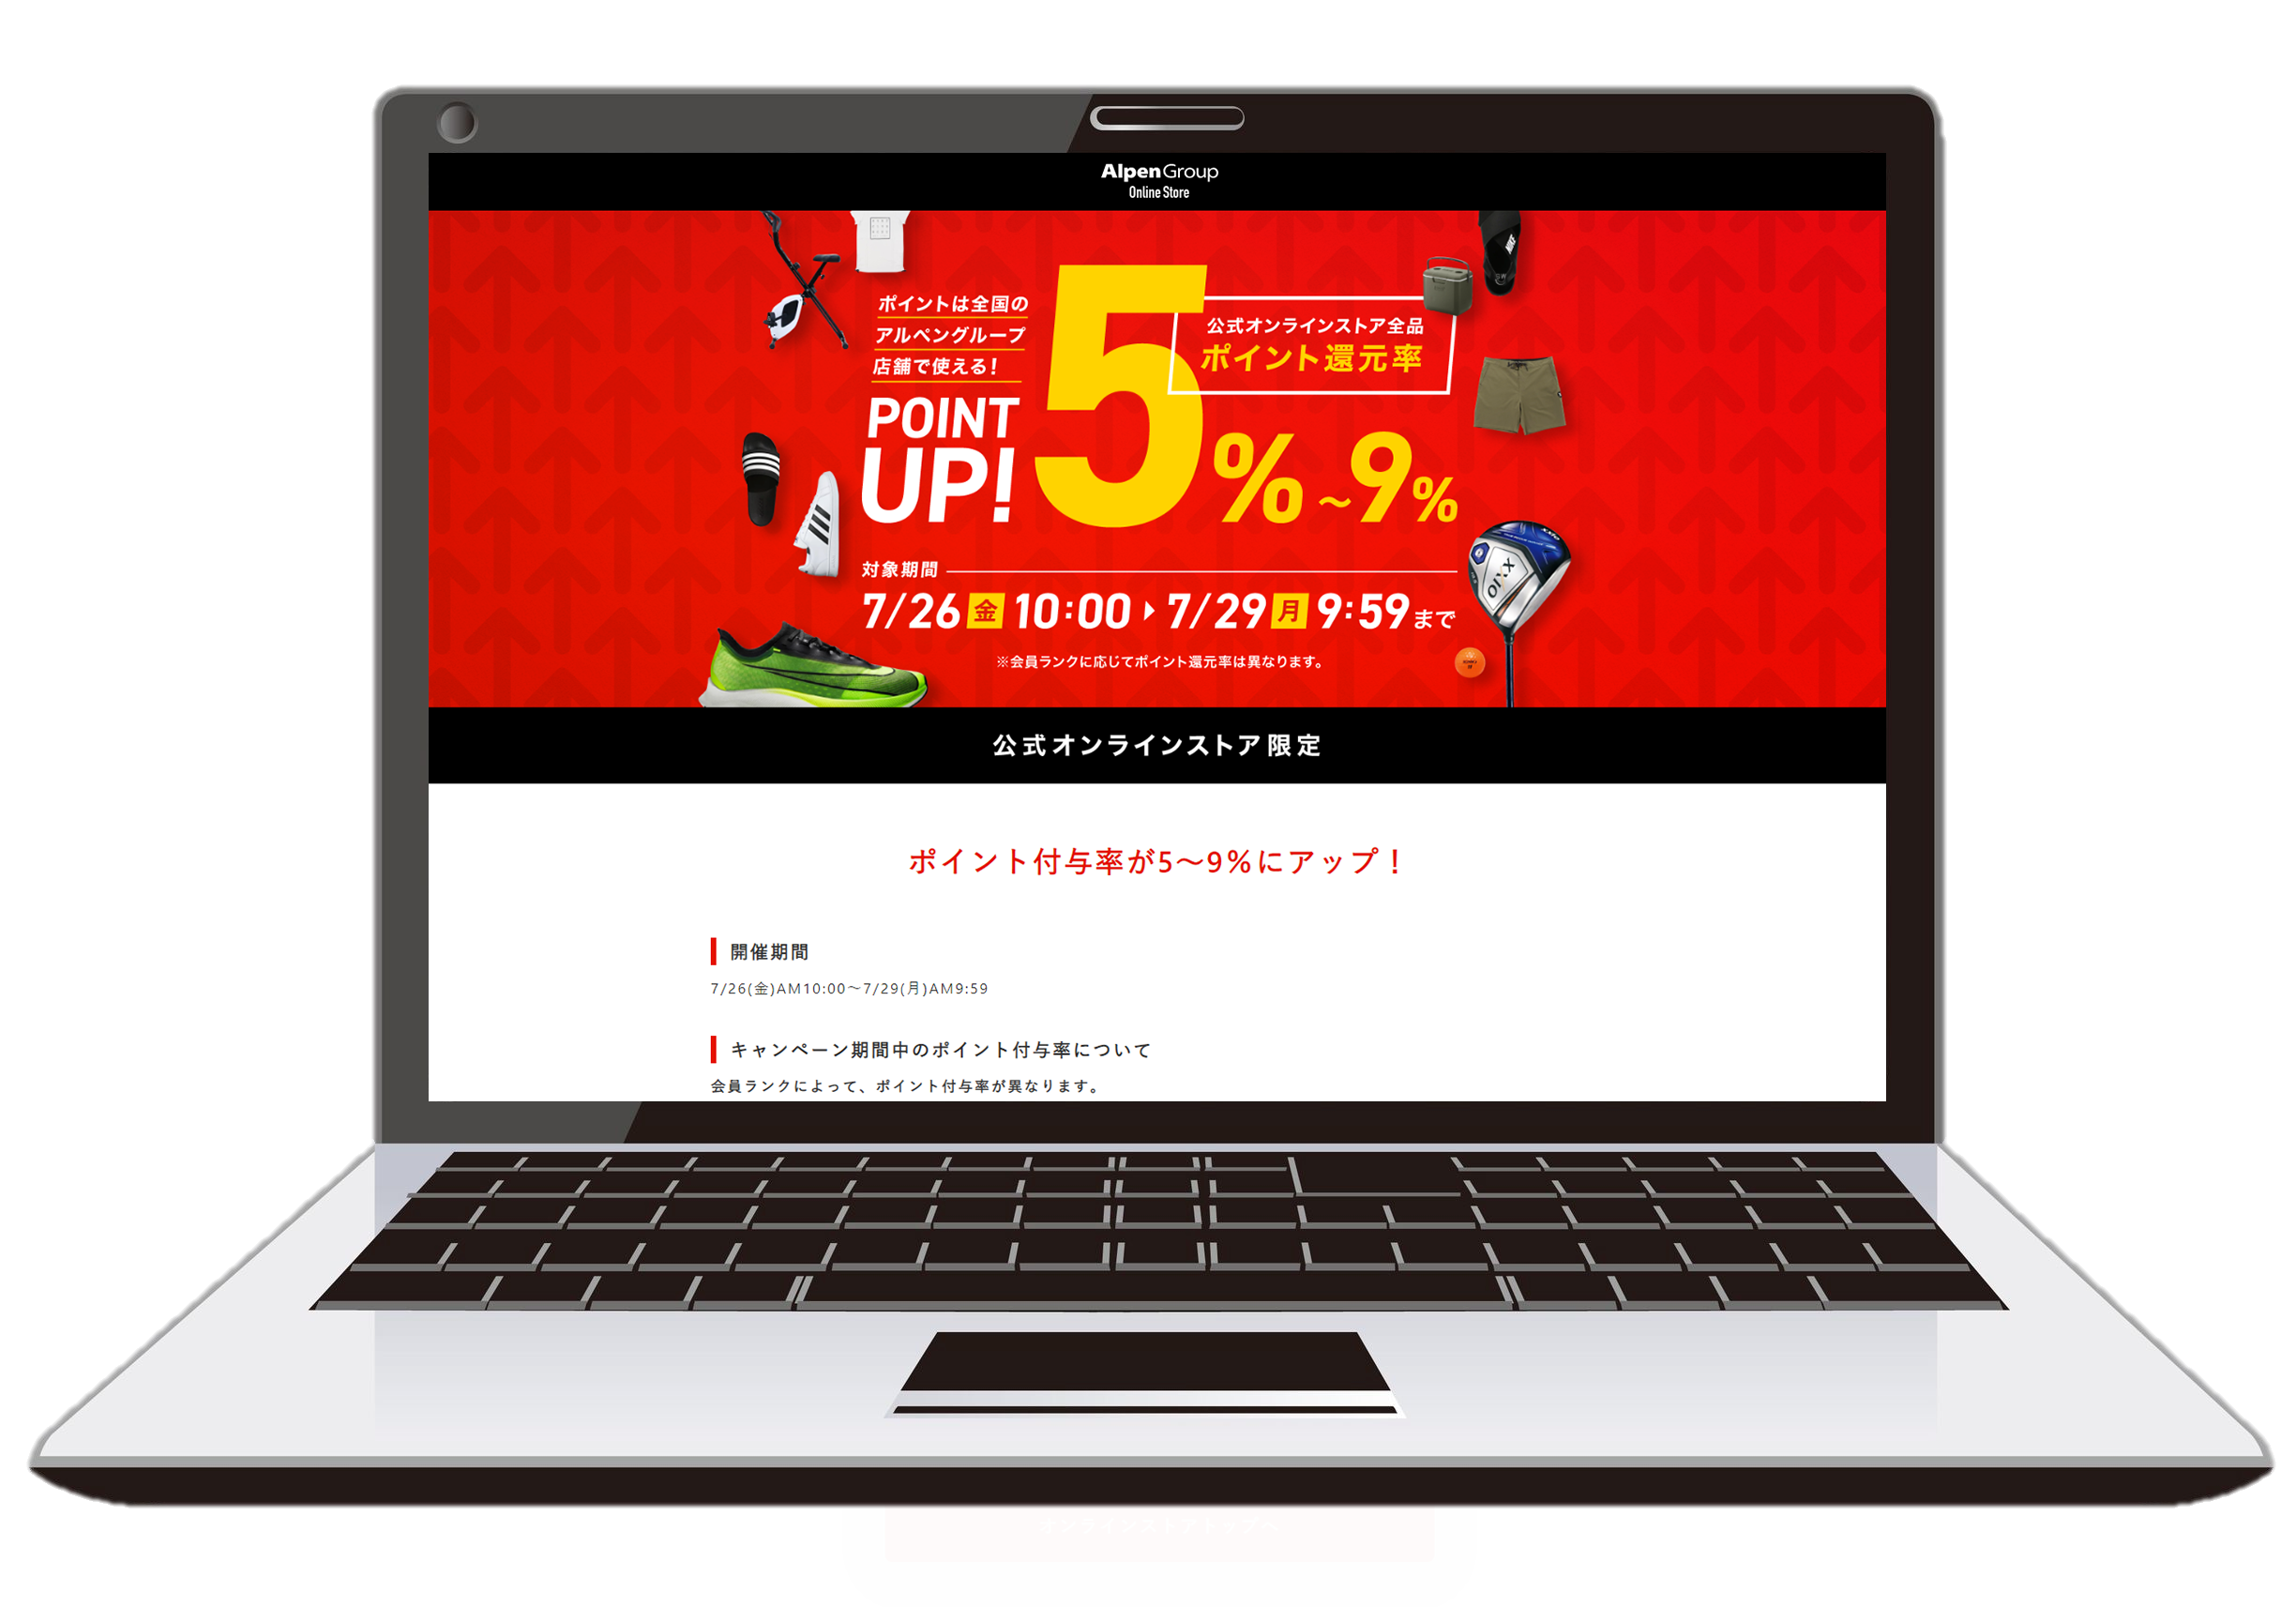 AlpenGroup
Online Store
ポイントは全国の
アルペングループ
店舗で使える!
POINT
UP!
公式オンラインストア全品
ポイント還元率
5%~9%
対象期間
7/26 金 10:00 7/29 月 9:59まで
※会員ランクに応じてポイント還元率は異なります。
NIKE
XXIO
公式オンラインストア限定
ポイント付与率が5～9％にアップ！
開催期間
7/26(金)AM10:00～7/29(月)AM9:59
キャンペーン期間中のポイント付与率について
会員ランクによって、ポイント付与率が異なります。